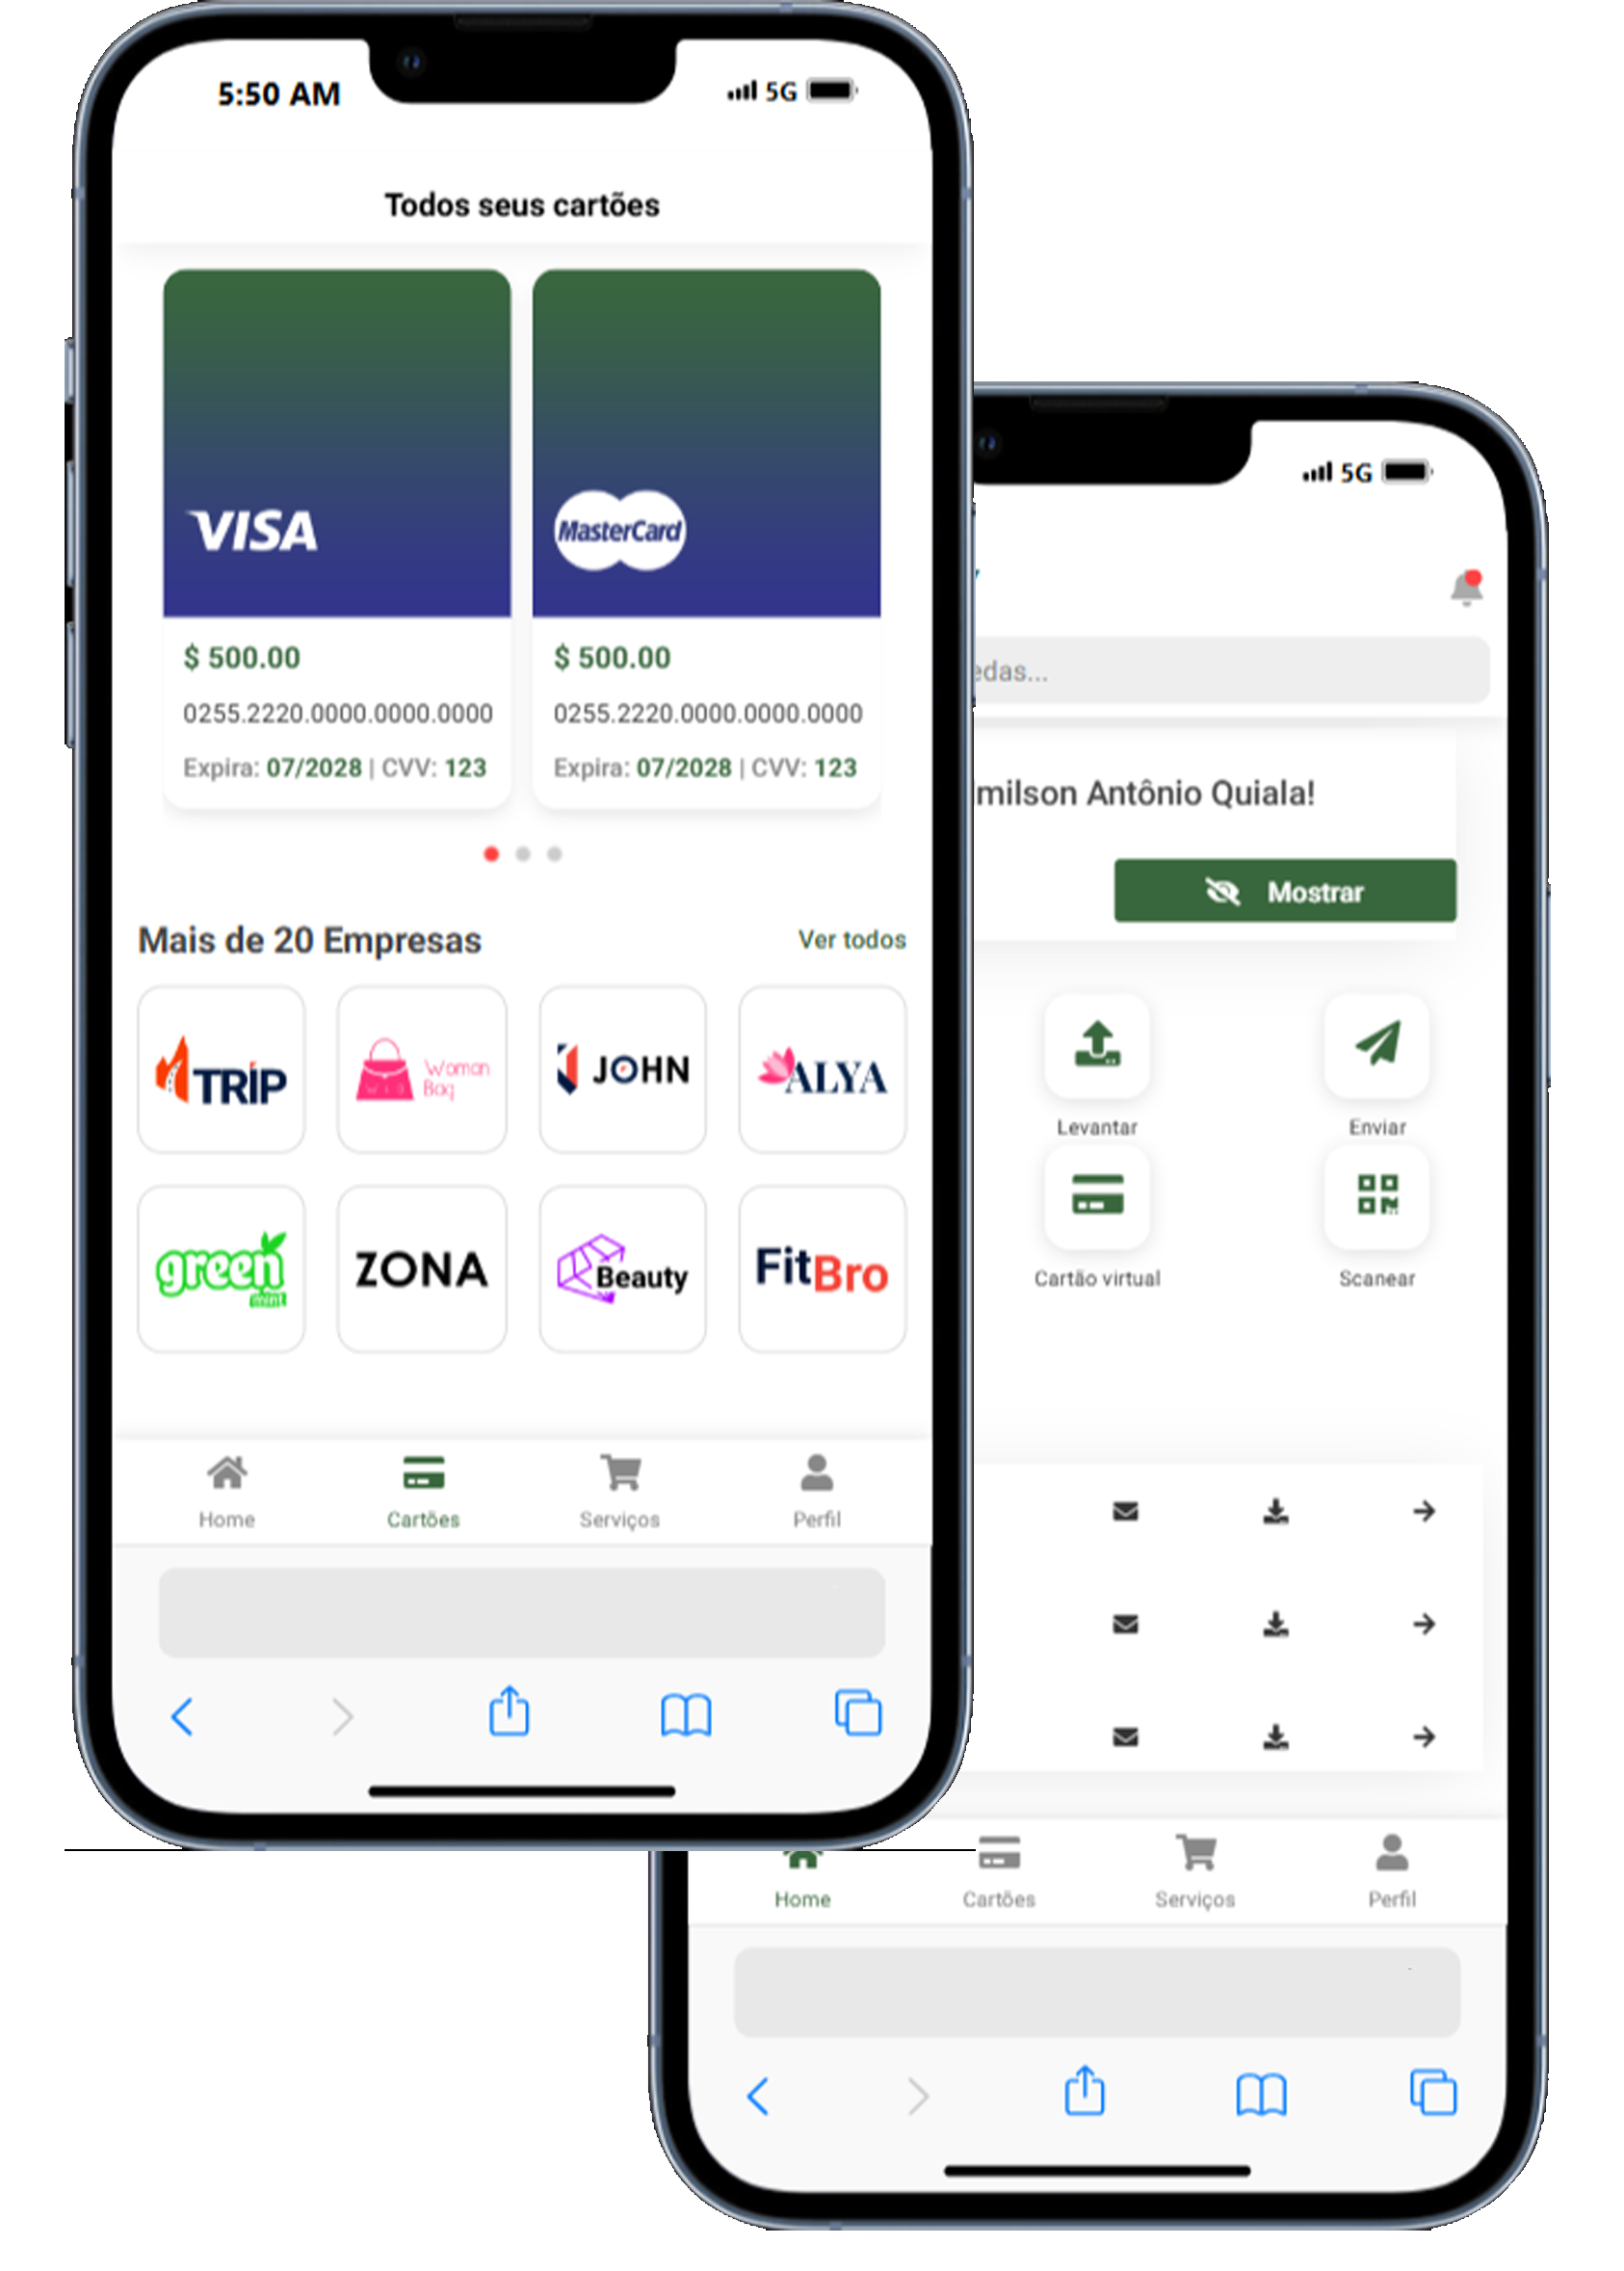 5:50 AM
5G
Todos seus cartões
VISA
MasterCard
$ 500.00
$ 500.00
0255.2220.0000.0000.0000
0255.2220.0000.0000.0000
Expira: 07/2028 | CVV: 123
Expira: 07/2028 | CVV: 123
Mais de 20 Empresas
Ver todos
TRIP
Woman
Bag
JOHN
ALYA
green
mint
ZONA
Beauty
FitBro
Home
Cartões
Serviços
Perfil
5G
edas...
milson Antônio Quiala!
Mostrar
Levantar
Enviar
Cartão virtual
Scanear
Home
Cartões
Serviços
Perfil